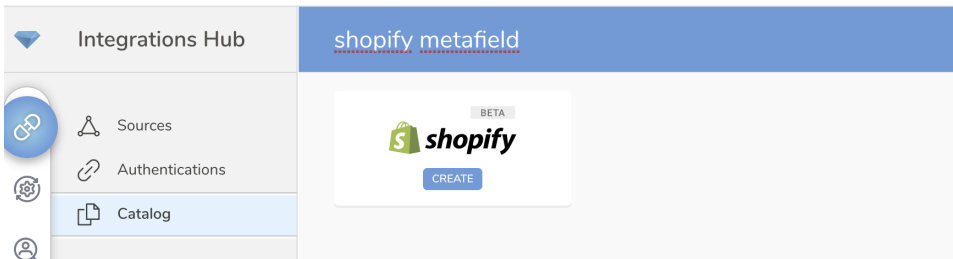 Integrations Hub
shopify metafield
Sources
Authentications
Catalog
BETA
shopify
CREATE